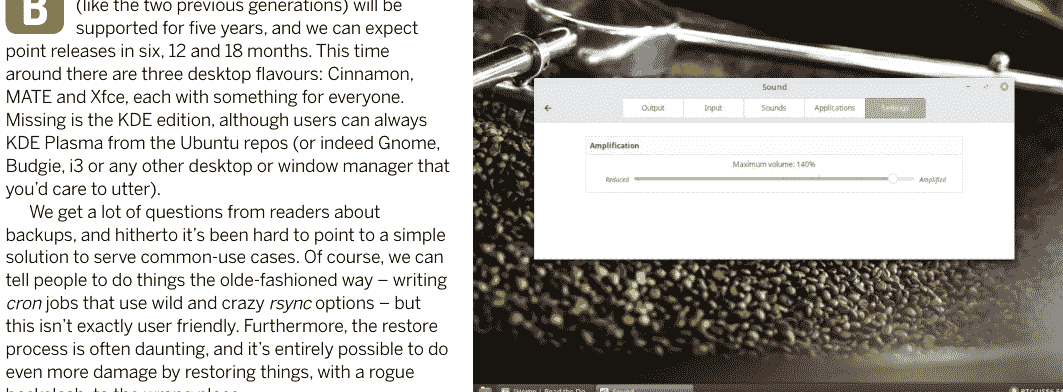 B
(like the two previous generations) will be
supported for five years, and we can expect
point releases in six, 12 and 18 months. This time
around there are three desktop flavours: Cinnamon,
MATE and Xfce, each with something for everyone.
Missing is the KDE edition, although users can always
KDE Plasma from the Ubuntu repos (or indeed Gnome,
Budgie, i3 or any other desktop or window manager that
you’d care to utter).
We get a lot of questions from readers about
backups, and hitherto it’s been hard to point to a simple
solution to serve common-use cases. Of course, we can
tell people to do things the olde-fashioned way – writing
cron jobs that use wild and crazy rsync options – but
this isn’t exactly user friendly. Furthermore, the restore
process is often daunting, and it’s entirely possible to do
even more damage by restoring things, with a rogue
Sound
Output Input Sounds Applications Settings
Amplification
Maximum volume: 140%
Reduced Amplified